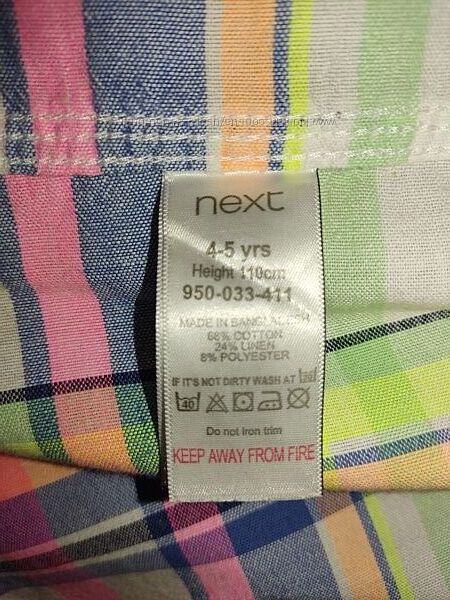 next
4-5 yrs
Height 110cm
950-033-411
MADE IN BANGLADESH
68% COTTON
24% LINEN
8% POLYESTER
IF IT'S NOT DIRTY WASH AT
40
Do not iron trim
KEEP AWAY FROM FIRE